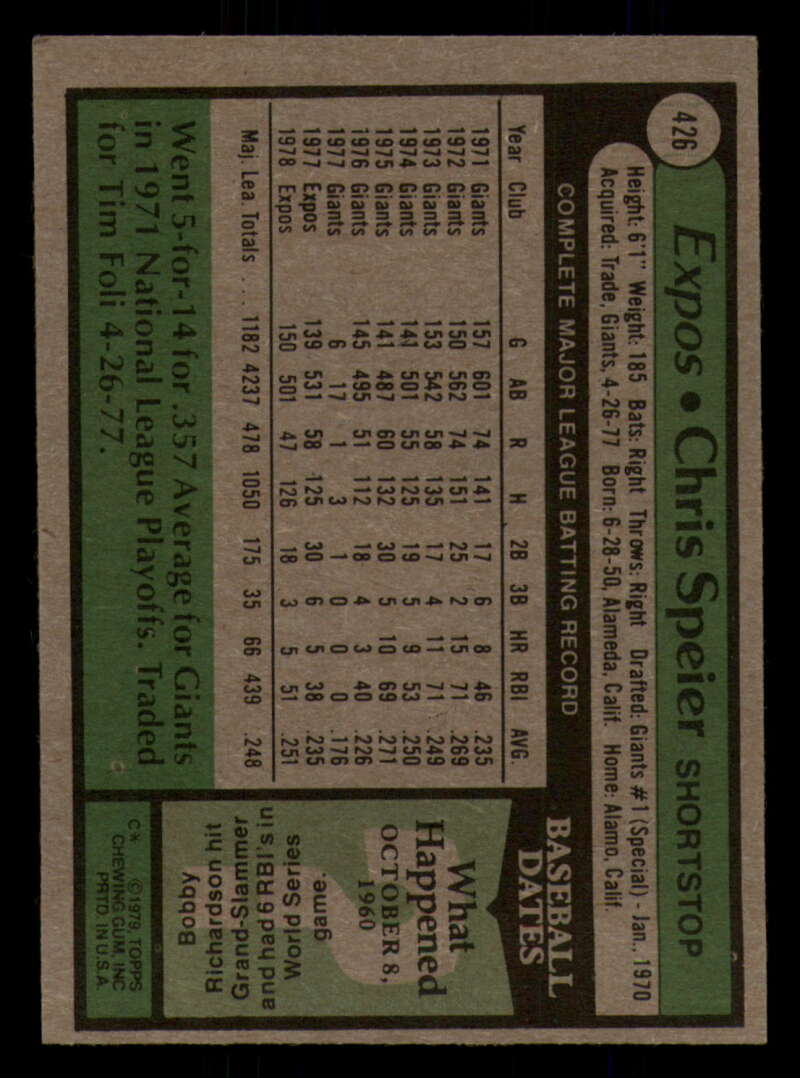 426
Expos • Chris Speier SHORTSTOP
Height: 6'1" Weight: 185 Bats: Right Throws: Right Drafted: Giants #1 (Special) - Jan., 1970
Acquired: Trade, Giants, 4-26-77 Born: 6-28-50, Alameda, Calif. Home: Alamo, Calif.
COMPLETE MAJOR LEAGUE BATTING RECORD
Year Club G AB R H 2B 3B HR RBI AVG.
1971 Giants 157 601 74 141 17 6 8 46 .235
1972 Giants 150 562 74 151 25 2 15 71 .269
1973 Giants 153 542 58 135 17 4 11 71 .249
1974 Giants 141 501 55 125 19 5 9 53 .250
1975 Giants 141 487 60 132 30 5 10 69 .271
1976 Giants 145 495 51 112 18 4 3 40 .226
1977 Giants 6 17 1 3 1 0 0 0 .176
1977 Expos 139 531 58 125 30 6 5 38 .235
1978 Expos 150 501 47 126 18 3 5 51 .251
Maj. Lea. Totals . . . 1182 4237 478 1050 175 35 66 439 .248
Went 5-for-14 for .357 Average for Giants
in 1971 National League Playoffs. Traded
for Tim Foli 4-26-77.
BASEBALL
DATES
What
Happened
OCTOBER 8,
1960
Bobby
Richardson hit
Grand-Slammer
and had 6 RBI's in
World Series
game.
C* ©1979, TOPPS
CHEWING GUM, INC
PRTD. IN U.S.A.